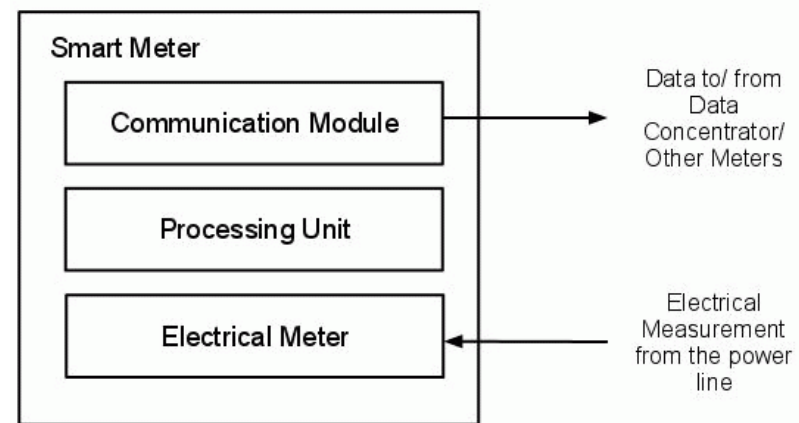 Smart Meter
Communication Module
Data to/ from
Data
Concentrator/
Other Meters
Processing Unit
Electrical Meter
Electrical
Measurement
from the power
line